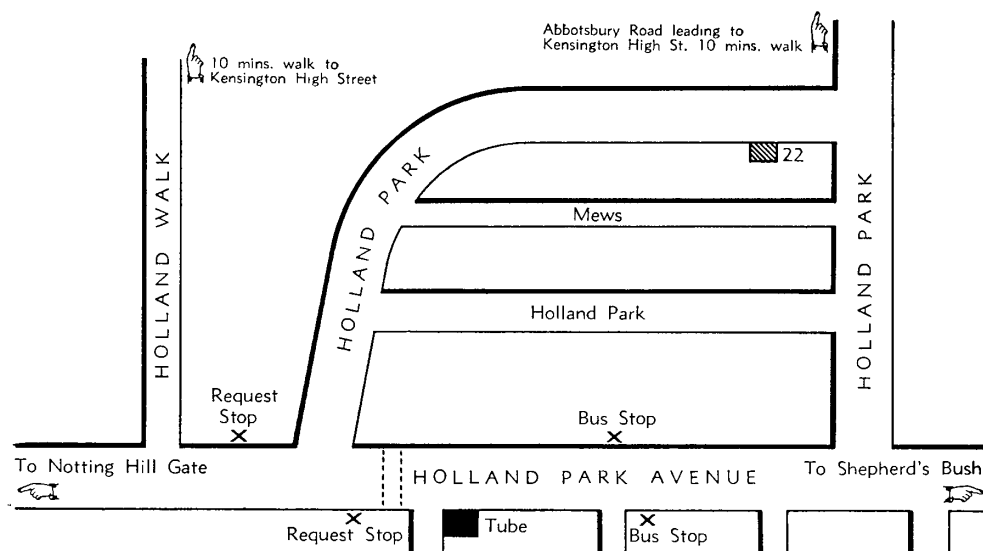 Abbotsbury Road leading to
Kensington High St. 10 mins. walk
10 mins. walk to
Kensington High Street
HOLLAND WALK
HOLLAND PARK
22
HOLLAND PARK
Mews
Holland Park
Request
Stop
Bus Stop
To Notting Hill Gate
HOLLAND PARK AVENUE
To Shepherd's Bush
Request Stop
Tube
Bus Stop